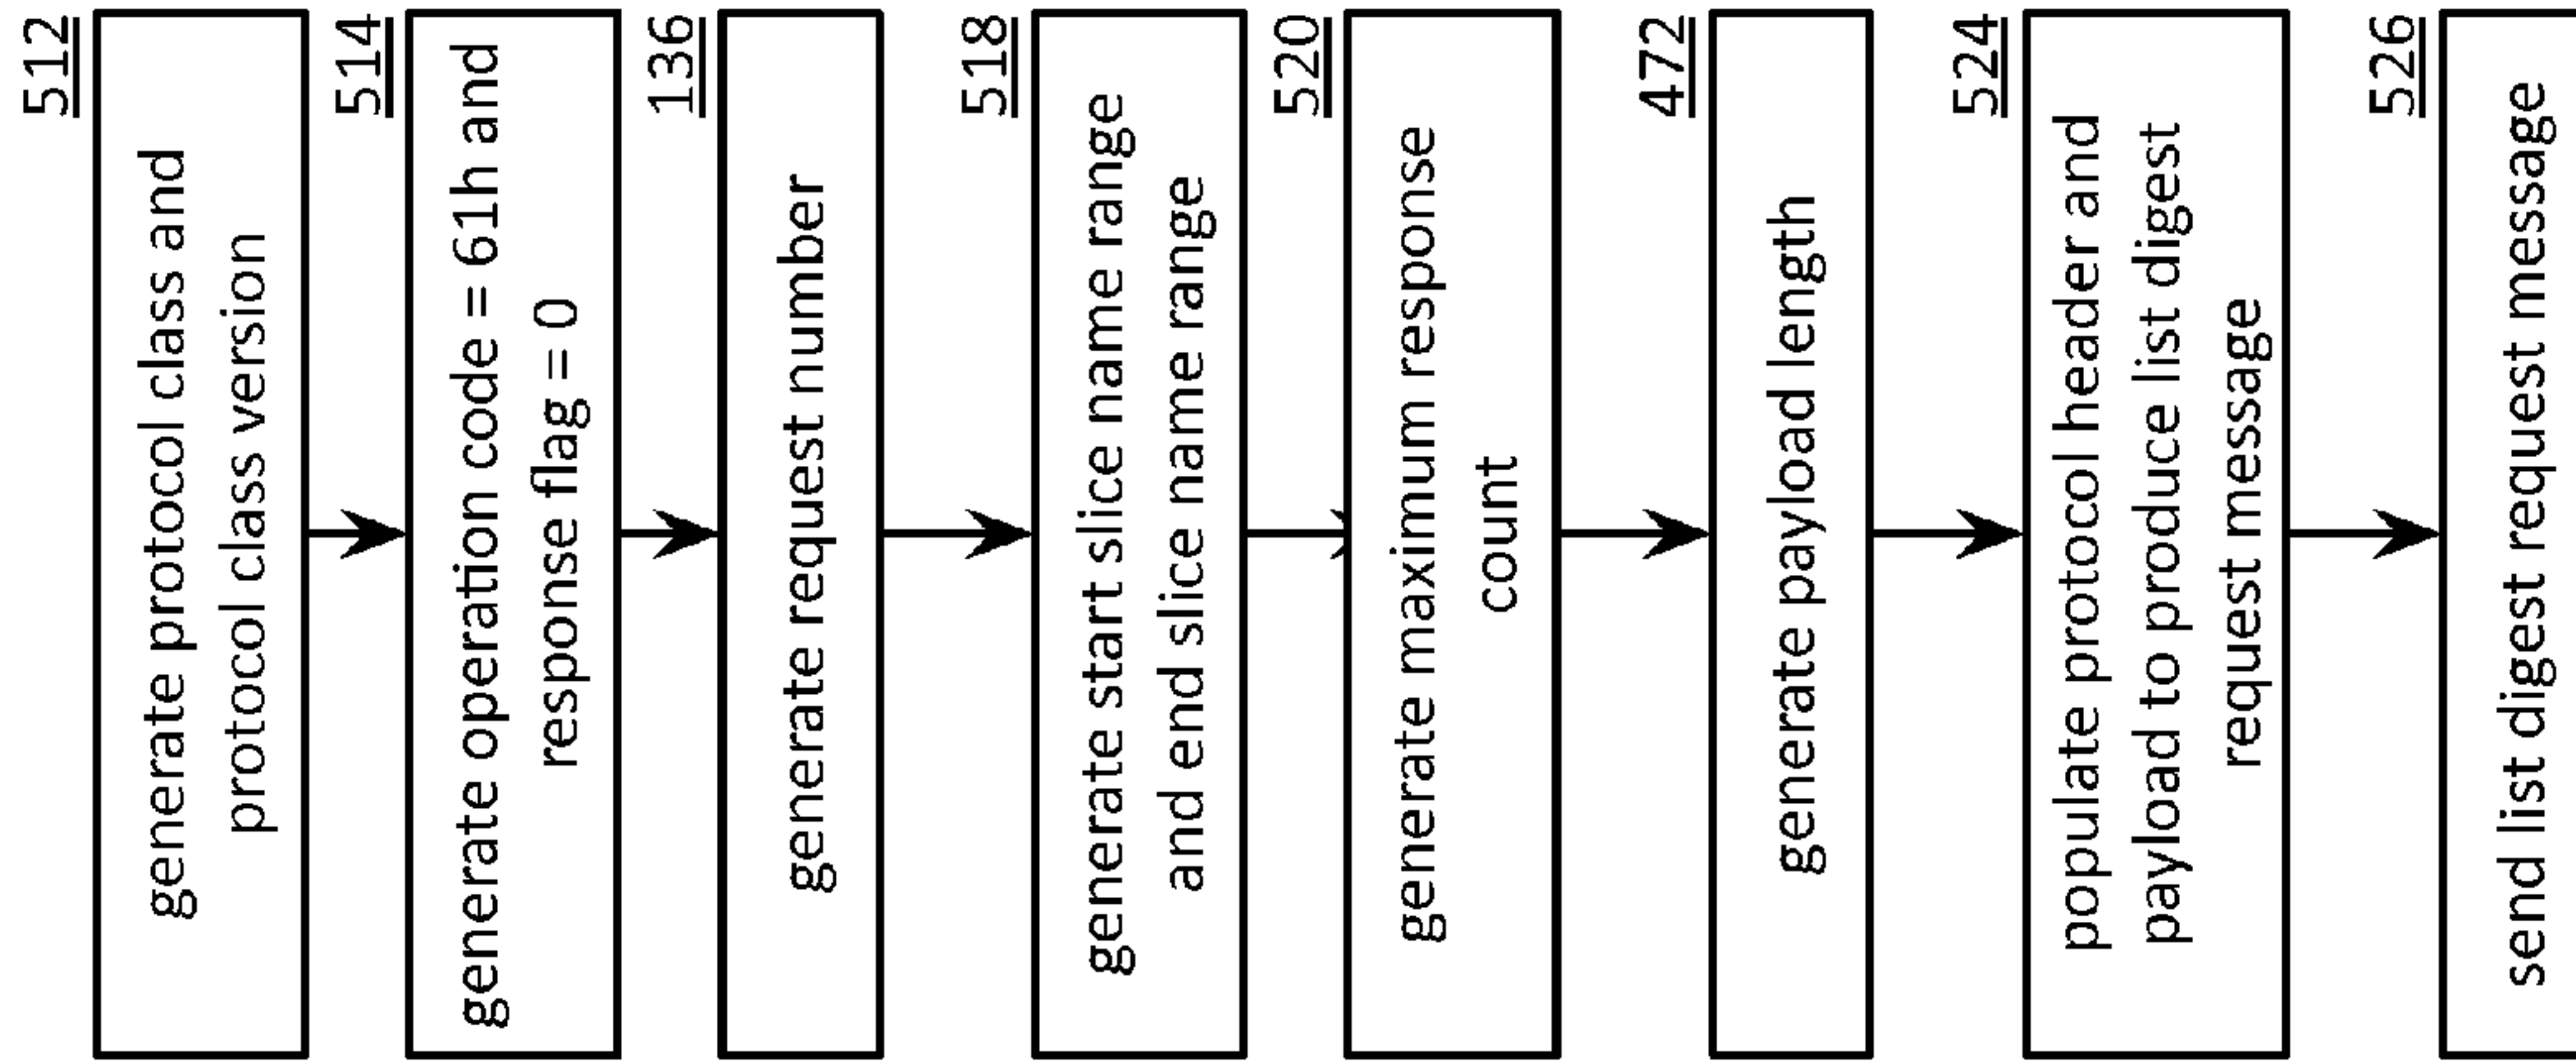 512
generate protocol class and
protocol class version
514
generate operation code = 61h and
response flag = 0
136
generate request number
518
generate start slice name range
and end slice name range
520
generate maximum response
count
472
generate payload length
524
populate protocol header and
payload to produce list digest
request message
526
send list digest request message